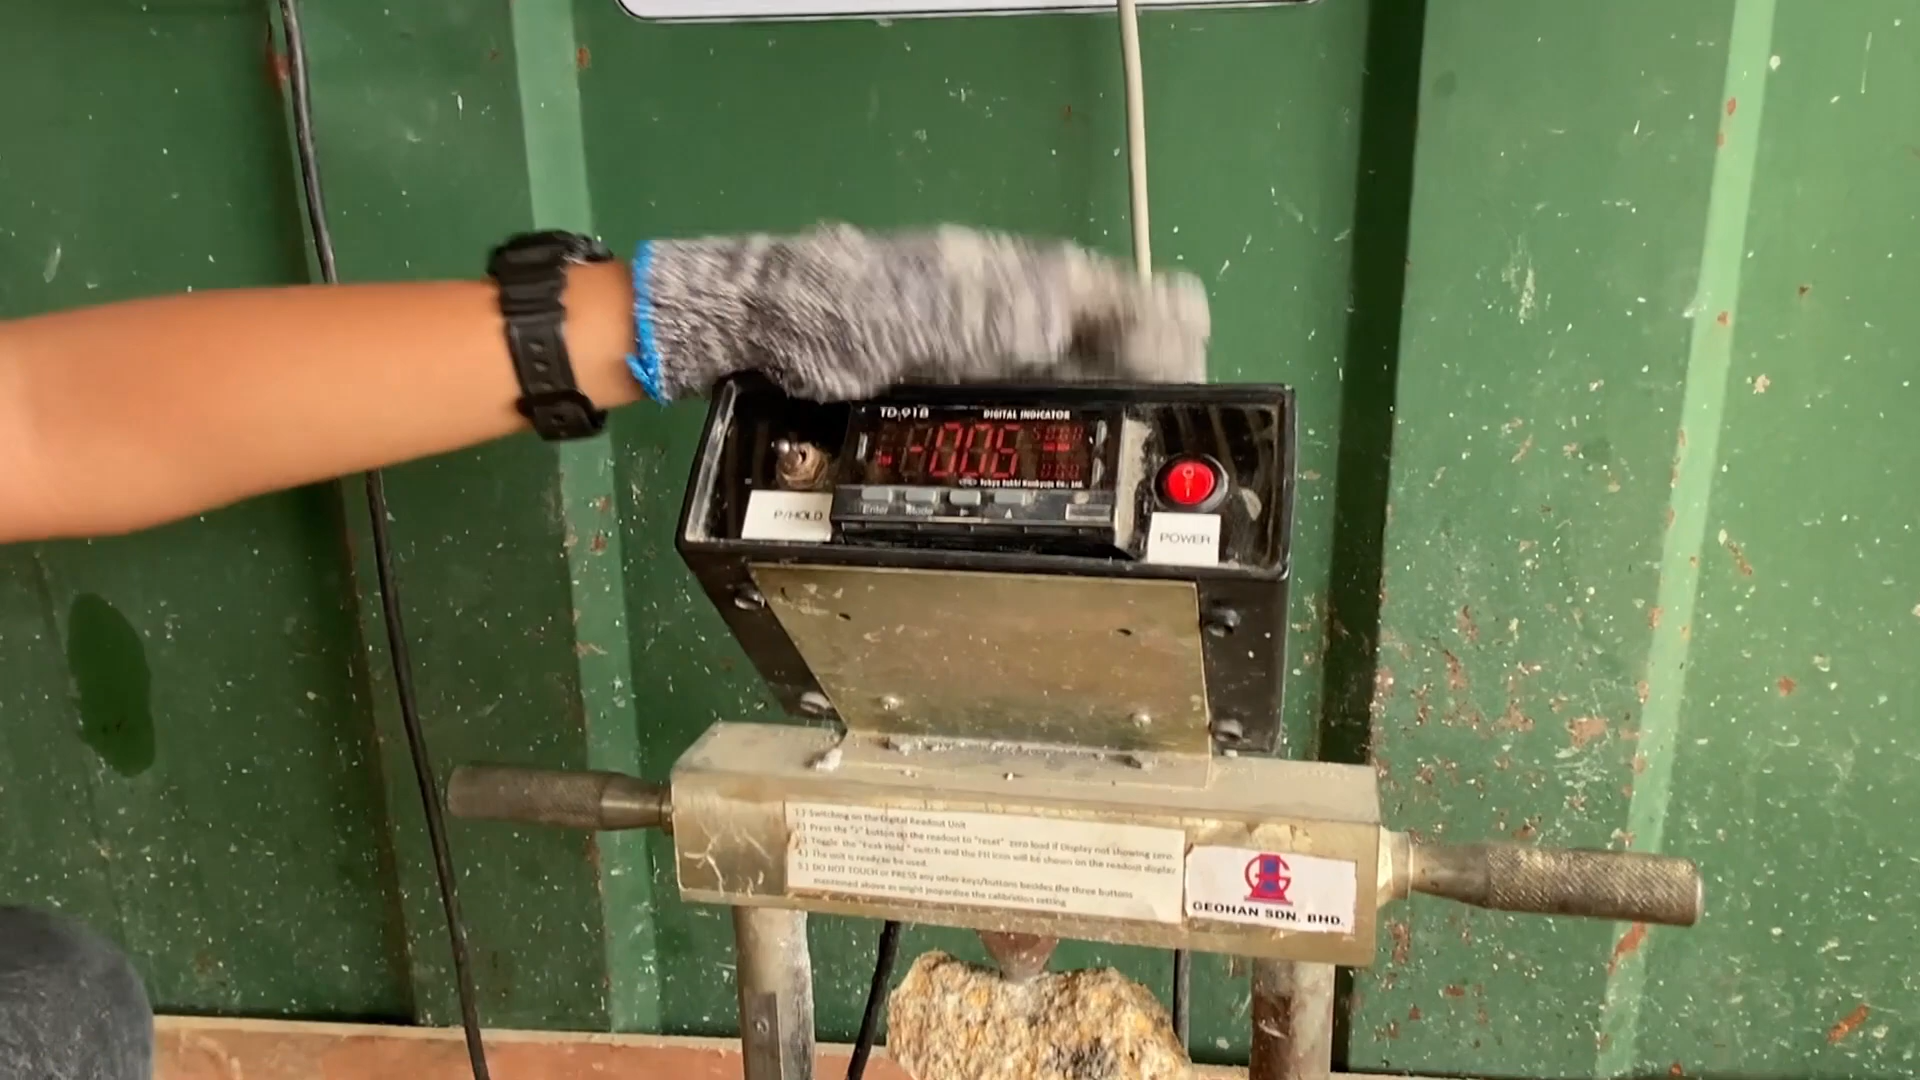 TD-918 DIGITAL INDICATOR
-006
Enter Mode
P/HOLD
POWER
1.) Switching on the Digital Readout Unit
2.) Press the ">" button on the readout to "reset" zero load if Display not showing zero.
3.) Toggle the "Peak Hold" switch and the PH icon will be shown on the readout display
4.) The unit is ready to be used.
5.) DO NOT TOUCH or PRESS any other keys/buttons besides the three buttons
mentioned above as might jeopardize the calibration setting
GEOHAN SDN. BHD.